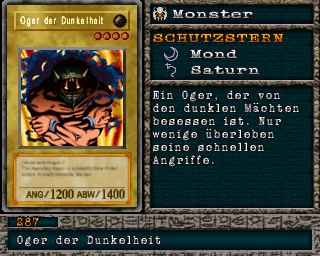 Oger der Dunkelheit
ANG/1200 ABW/1400
Monster
SCHUTZSTERN
Mond
Saturn
Ein Oger, der von
den dunklen Mächten
besessen ist. Nur
wenige überleben
seine schnellen
Angriffe.
287
Oger der Dunkelheit